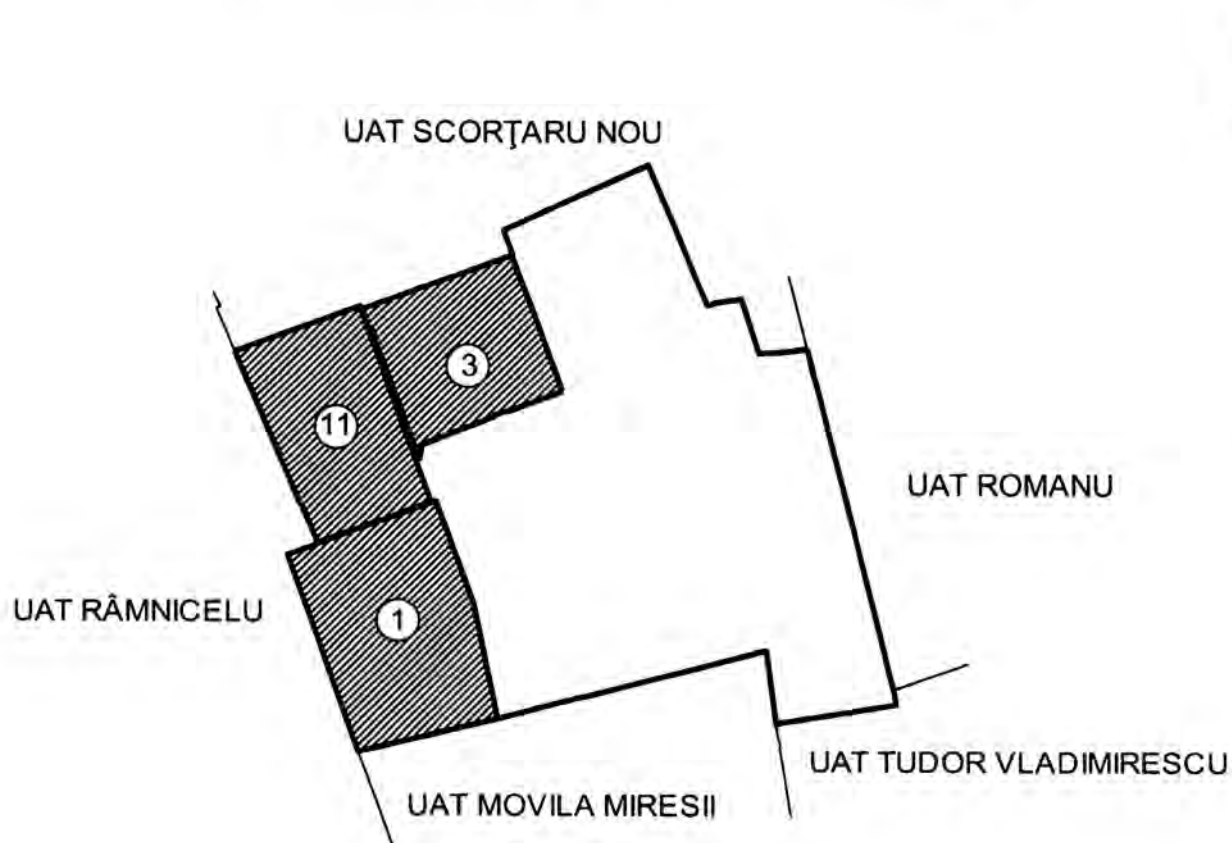 UAT SCORŢARU NOU
3
11
UAT ROMANU
UAT RÂMNICELU
1
UAT TUDOR VLADIMIRESCU
UAT MOVILA MIRESII